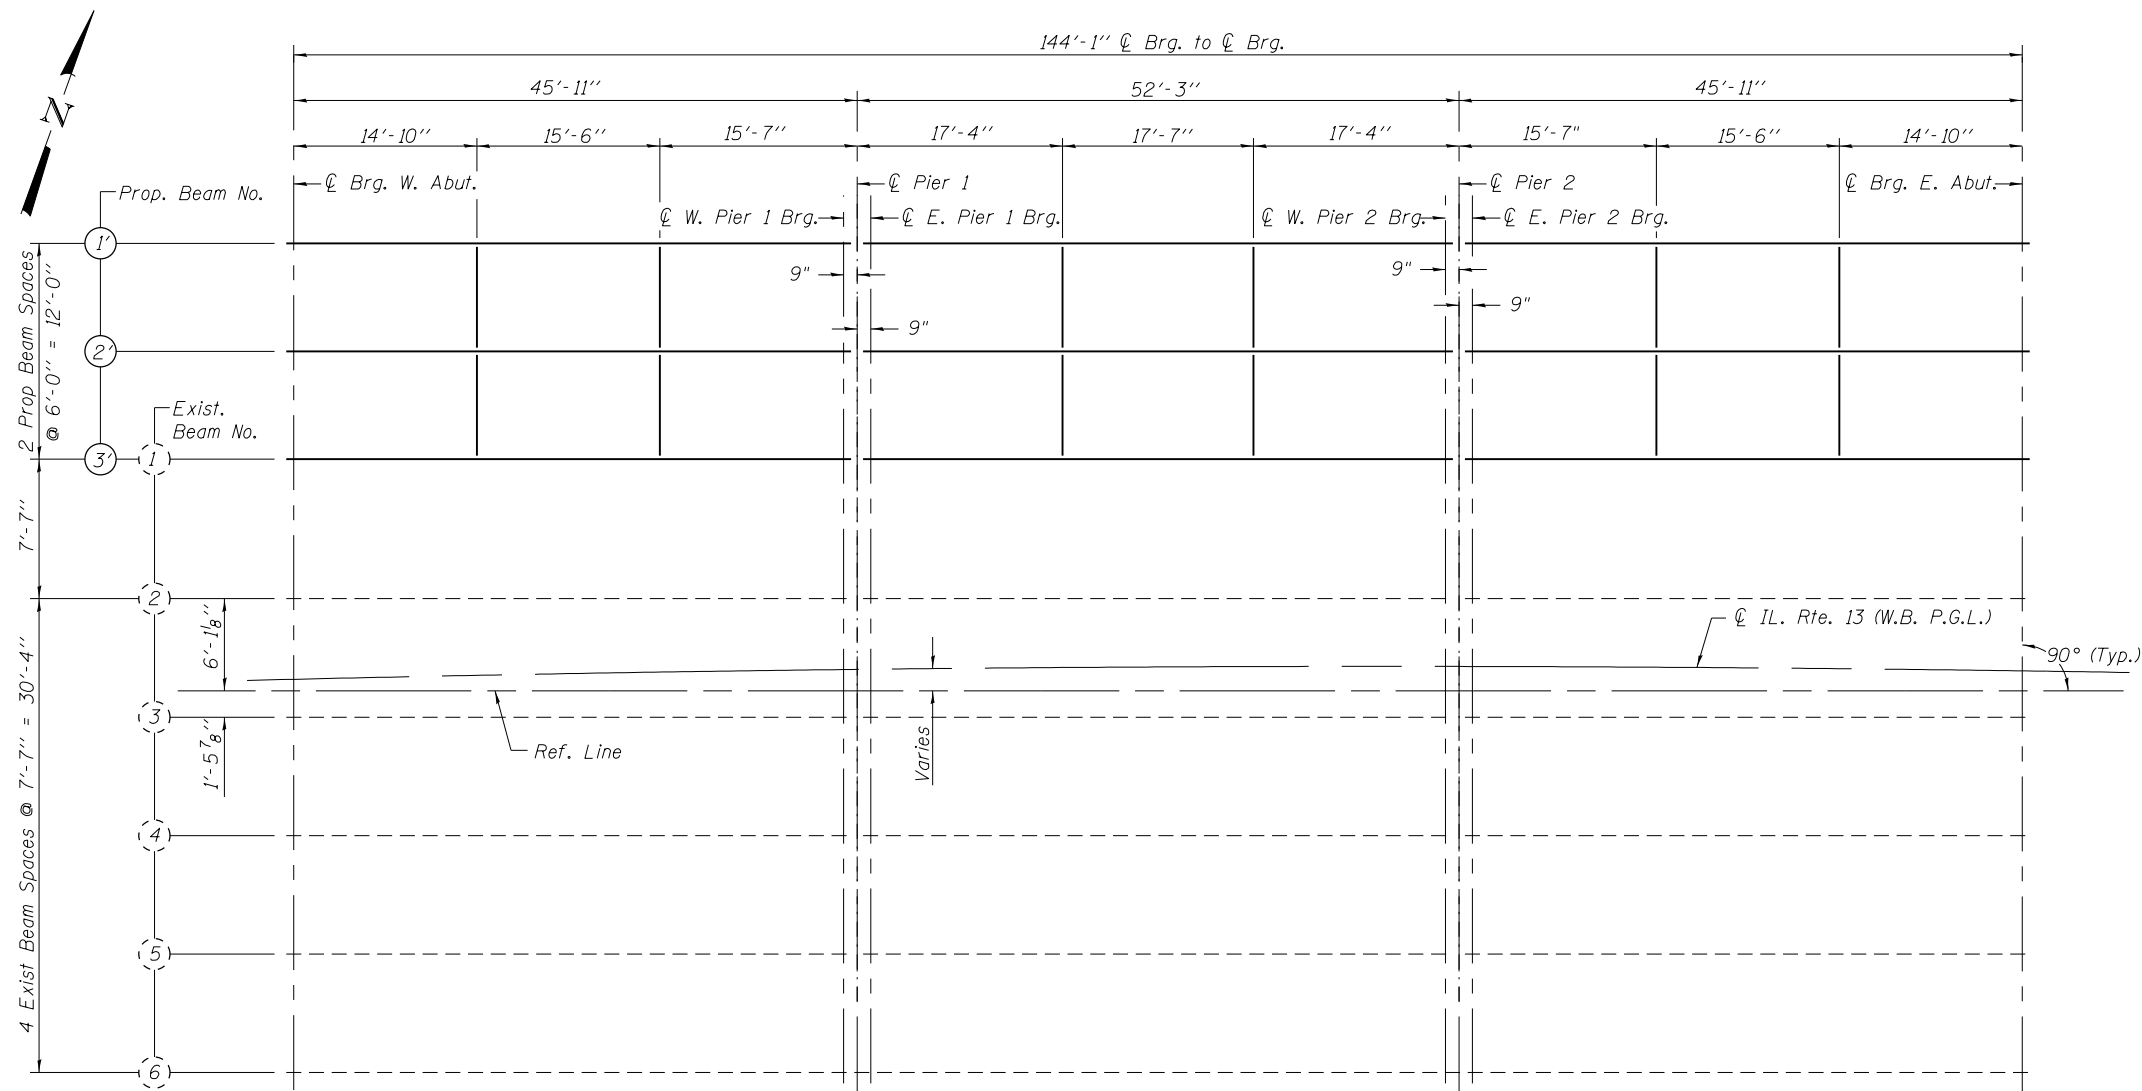 144'-1" ℄ Brg. to ℄ Brg.
45'-11"
52'-3"
45'-11"
14'-10"
15'-6"
15'-7"
17'-4"
17'-7"
17'-4"
15'-7"
15'-6"
14'-10"
N
℄ Brg. W. Abut.
℄ Pier 1
℄ Pier 2
℄ Brg. E. Abut.
Prop. Beam No.
℄ W. Pier 1 Brg.
℄ E. Pier 1 Brg.
℄ W. Pier 2 Brg.
℄ E. Pier 2 Brg.
1'
9"
9"
9"
9"
2 Prop Beam Spaces
@ 6'-0" = 12'-0"
2'
Exist.
Beam No.
3'
1
7'-7"
2
6'-1 1/8"
℄ IL. Rte. 13 (W.B. P.G.L.)
90° (Typ.)
3
1'-5 7/8"
Ref. Line
Varies
4 Exist Beam Spaces @ 7'-7" = 30'-4"
4
5
6